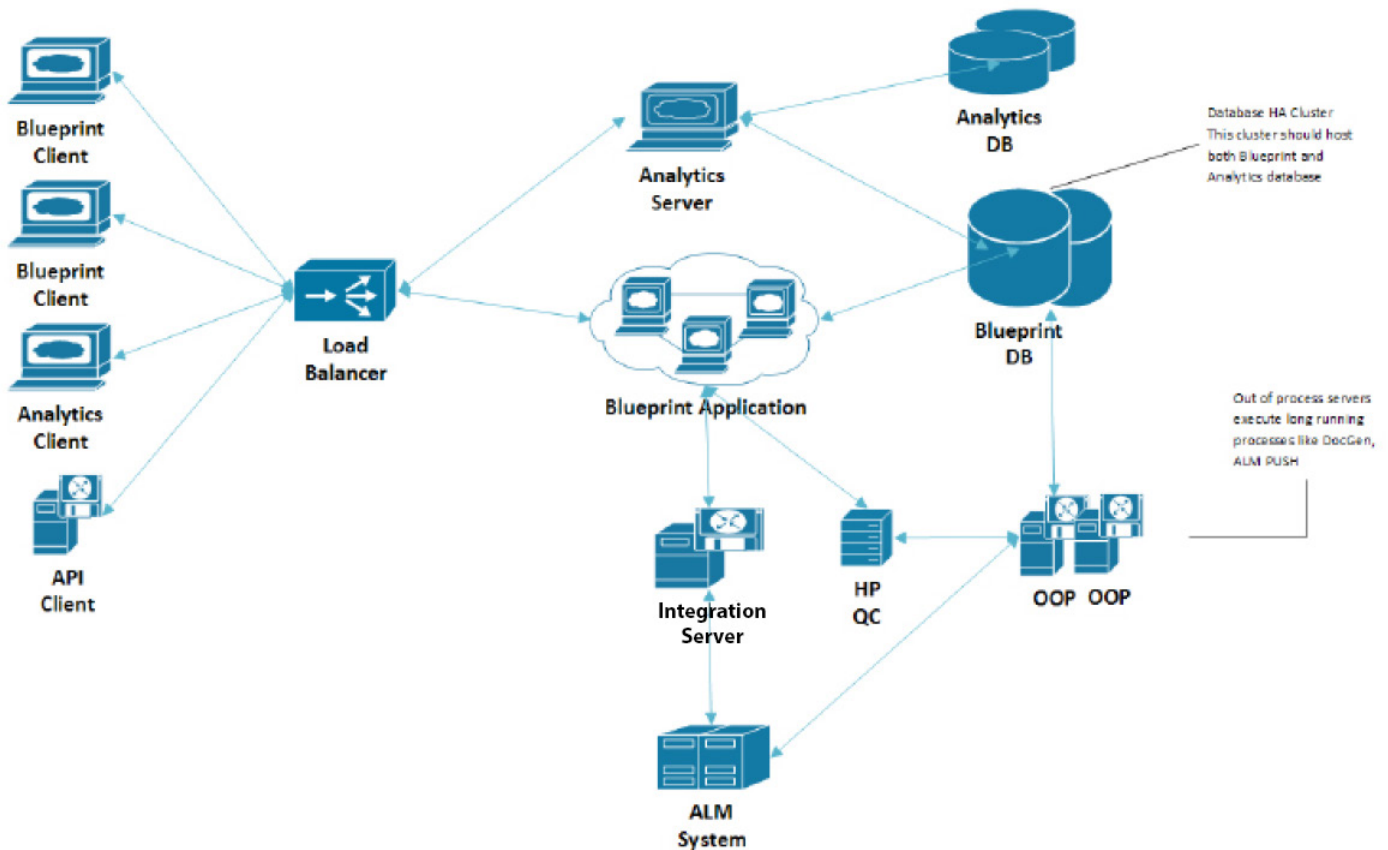 Blueprint
Client
Blueprint
Client
Analytics
Client
API
Client
Load
Balancer
Analytics
Server
Blueprint Application
Integration
Server
ALM
System
HP
QC
Analytics
DB
Blueprint
DB
OOP OOP
Database HA Cluster
This cluster should host
both Blueprint and
Analytics database
Out of process servers
execute long running
processes like DocGen,
ALM PUSH